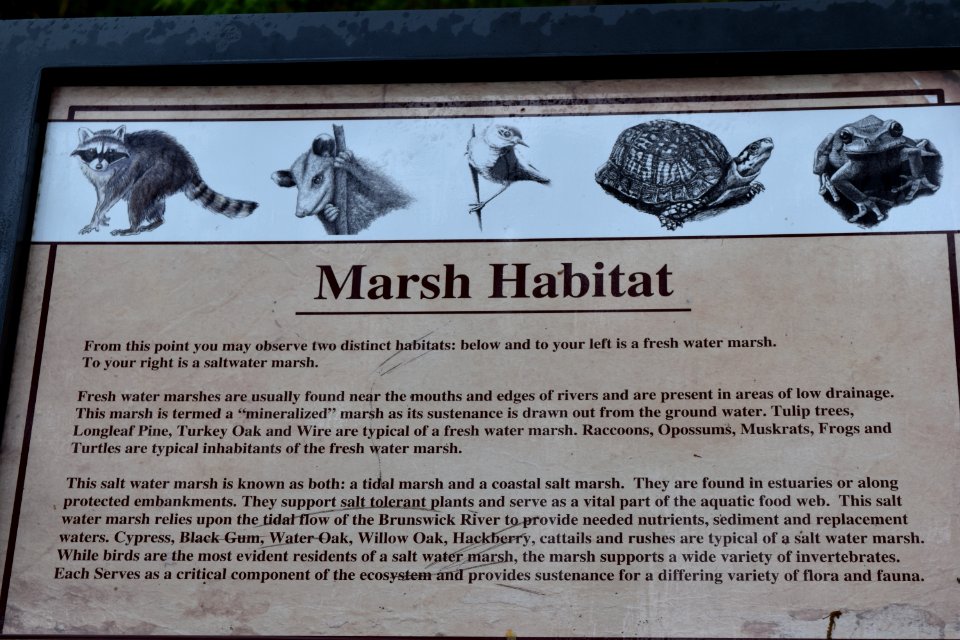 Marsh Habitat
From this point you may observe two distinct habitats: below and to your left is a fresh water marsh.
To your right is a saltwater marsh.
Fresh water marshes are usually found near the mouths and edges of rivers and are present in areas of low drainage.
This marsh is termed a “mineralized” marsh as its sustenance is drawn out from the ground water. Tulip trees,
Longleaf Pine, Turkey Oak and Wire are typical of a fresh water marsh. Raccoons, Opossums, Muskrats, Frogs and
Turtles are typical inhabitants of the fresh water marsh.
This salt water marsh is known as both: a tidal marsh and a coastal salt marsh. They are found in estuaries or along
protected embankments. They support salt tolerant plants and serve as a vital part of the aquatic food web. This salt
water marsh relies upon the tidal flow of the Brunswick River to provide needed nutrients, sediment and replacement
waters. Cypress, Black Gum, Water Oak, Willow Oak, Hackberry, cattails and rushes are typical of a salt water marsh.
While birds are the most evident residents of a salt water marsh, the marsh supports a wide variety of invertebrates.
Each Serves as a critical component of the ecosystem and provides sustenance for a differing variety of flora and fauna.